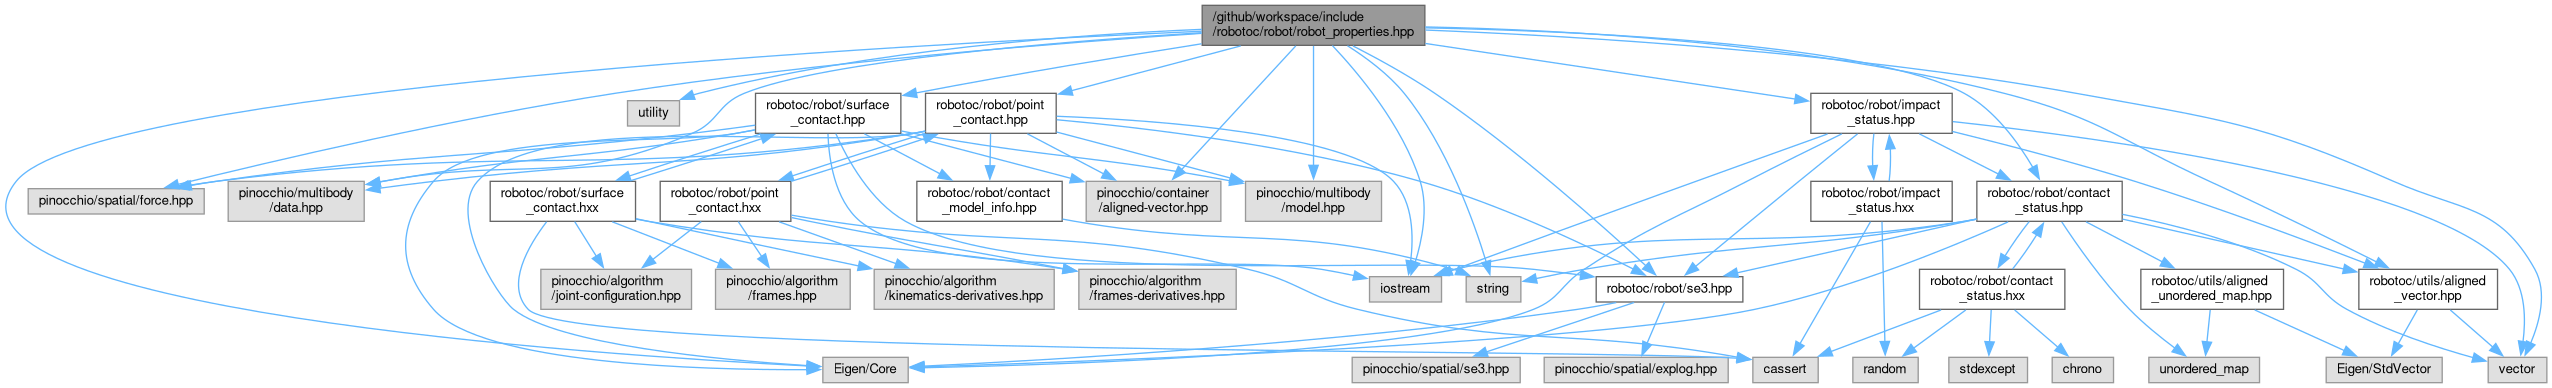 /github/workspace/include
/robotoc/robot/robot_properties.hpp
utility
robotoc/robot/surface
_contact.hpp
robotoc/robot/point
_contact.hpp
robotoc/robot/impact
_status.hpp
pinocchio/spatial/force.hpp
pinocchio/multibody
/data.hpp
robotoc/robot/surface
_contact.hxx
robotoc/robot/point
_contact.hxx
robotoc/robot/contact
_model_info.hpp
pinocchio/container
/aligned-vector.hpp
pinocchio/multibody
/model.hpp
robotoc/robot/impact
_status.hxx
robotoc/robot/contact
_status.hpp
pinocchio/algorithm
/joint-configuration.hpp
pinocchio/algorithm
/frames.hpp
pinocchio/algorithm
/kinematics-derivatives.hpp
pinocchio/algorithm
/frames-derivatives.hpp
iostream
string
robotoc/robot/se3.hpp
robotoc/robot/contact
_status.hxx
robotoc/utils/aligned
_unordered_map.hpp
robotoc/utils/aligned
_vector.hpp
Eigen/Core
pinocchio/spatial/se3.hpp
pinocchio/spatial/explog.hpp
cassert
random
stdexcept
chrono
unordered_map
Eigen/StdVector
vector